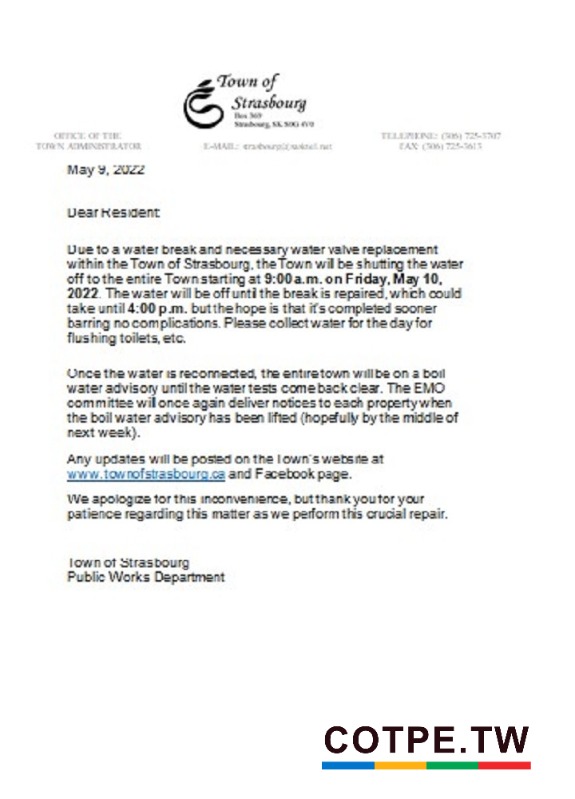 Town of
Strasbourg
Box 369
Strasbourg, SK S0G 4V0
OFFICE OF THE
TOWN ADMINISTRATOR
E-MAIL: strasbourg@sasktel.net
TELEPHONE: (306) 725-3707
FAX: (306) 725-3613
May 9, 2022
Dear Resident:
Due to a water break and necessary water valve replacement
within the Town of Strasbourg, the Town will be shutting the water
off to the entire Town starting at 9:00 a.m. on Friday, May 10,
2022. The water will be off until the break is repaired, which could
take until 4:00 p.m. but the hope is that it's completed sooner
barring no complications. Please collect water for the day for
flushing toilets, etc.
Once the water is reconnected, the entire town will be on a boil
water advisory until the water tests come back clear. The EMO
committee will once again deliver notices to each property when
the boil water advisory has been lifted (hopefully by the middle of
next week).
Any updates will be posted on the Town's website at
www.townofstrasbourg.ca and Facebook page.
We apologize for this inconvenience, but thank you for your
patience regarding this matter as we perform this crucial repair.
Town of Strasbourg
Public Works Department
COTPE.TW